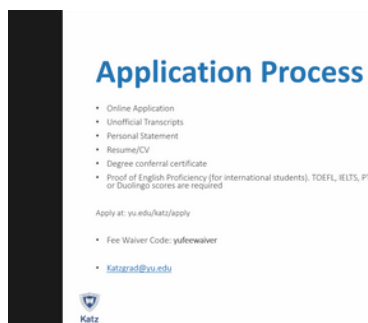 Application Process
• Online Application
• Unofficial Transcripts
• Personal Statement
• Resume/CV
• Degree conferral certificate
• Proof of English Proficiency (for international students). TOEFL, IELTS,
or Duolingo scores are required
Apply at: yu.edu/katz/apply
• Fee Waiver Code: yufeewaiver
• Katzgrad@yu.edu
Katz